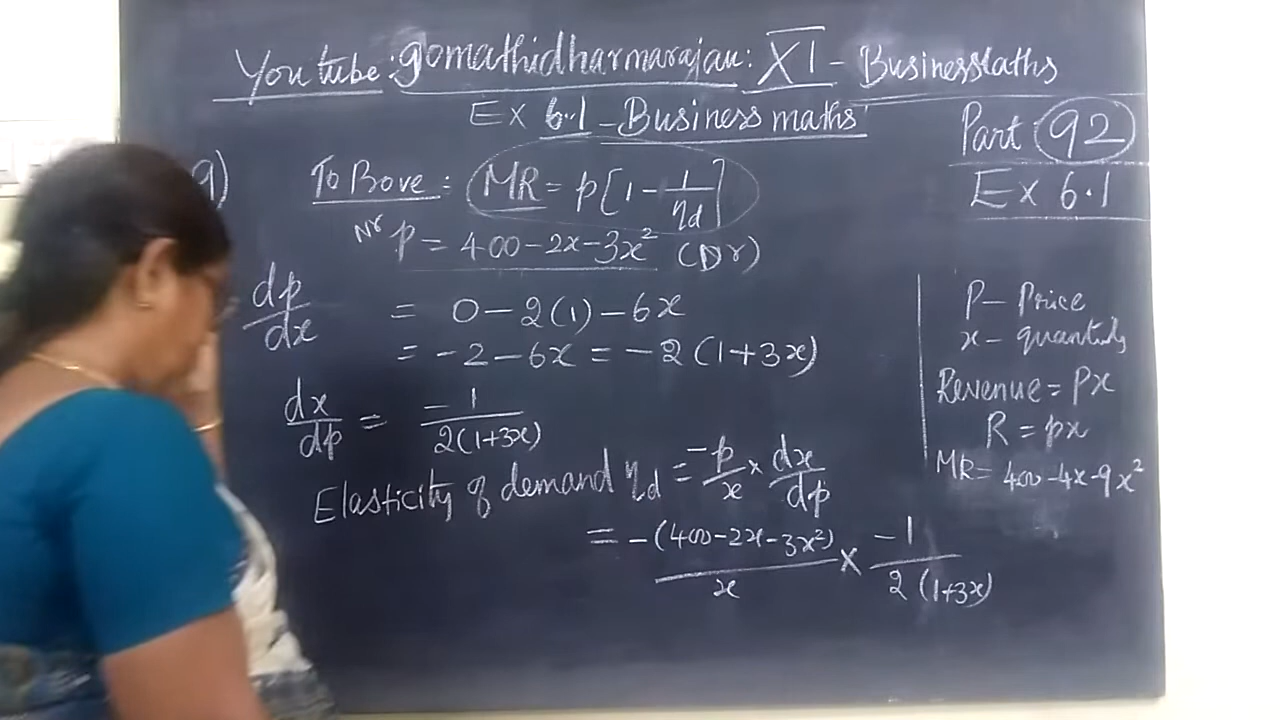 Youtube: gomathidharmarajan: XI - BusinessMaths
Ex 6.1 - Business maths
Part 92
Ex 6.1
9) To Prove: MR = p[1 - 1/ηd]
Nr p = 400 - 2x - 3x² (Dr)
dp/dx = 0 - 2(1) - 6x
= -2 - 6x = -2(1+3x)
dx/dp = -1/2(1+3x)
Elasticity of demand ηd = -p/x × dx/dp
= -(400-2x-3x²)/x × -1/2(1+3x)
P - Price
x - quantity
Revenue = Px
R = px
MR = 400-4x-9x²